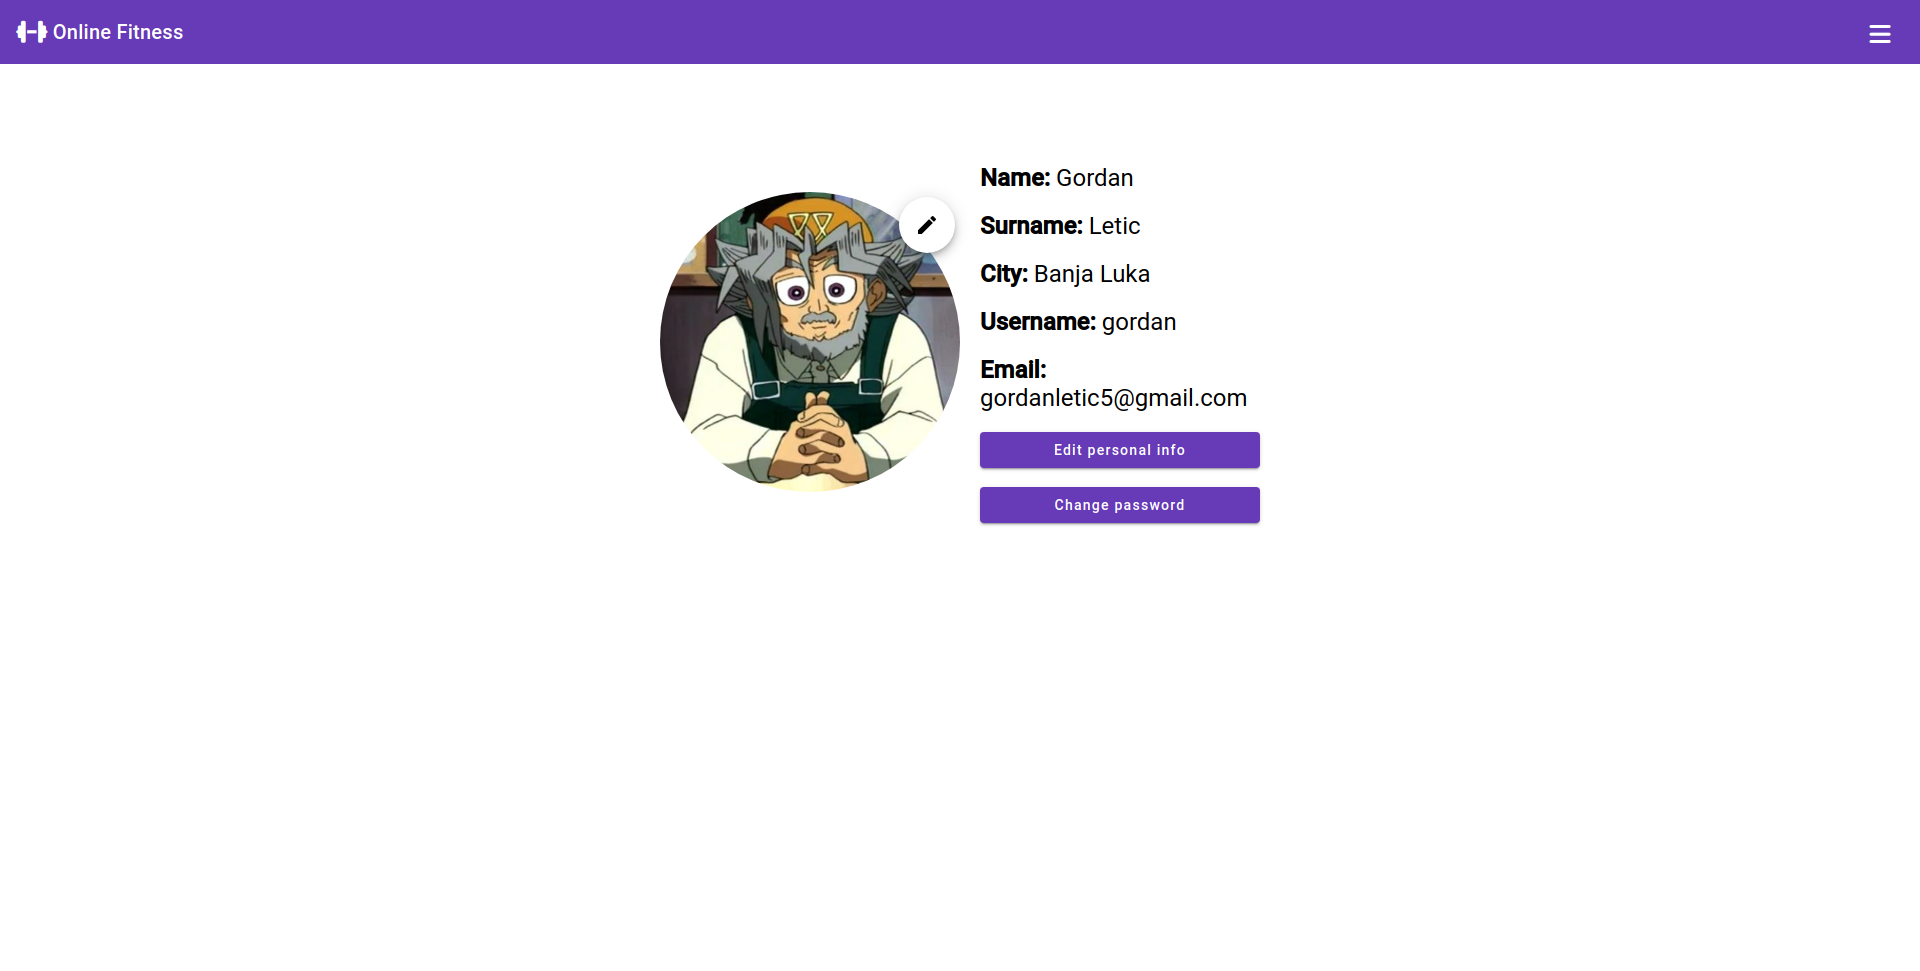 Online Fitness
Name: Gordan
Surname: Letic
City: Banja Luka
Username: gordan
Email:
gordanletic5@gmail.com
Edit personal info
Change password